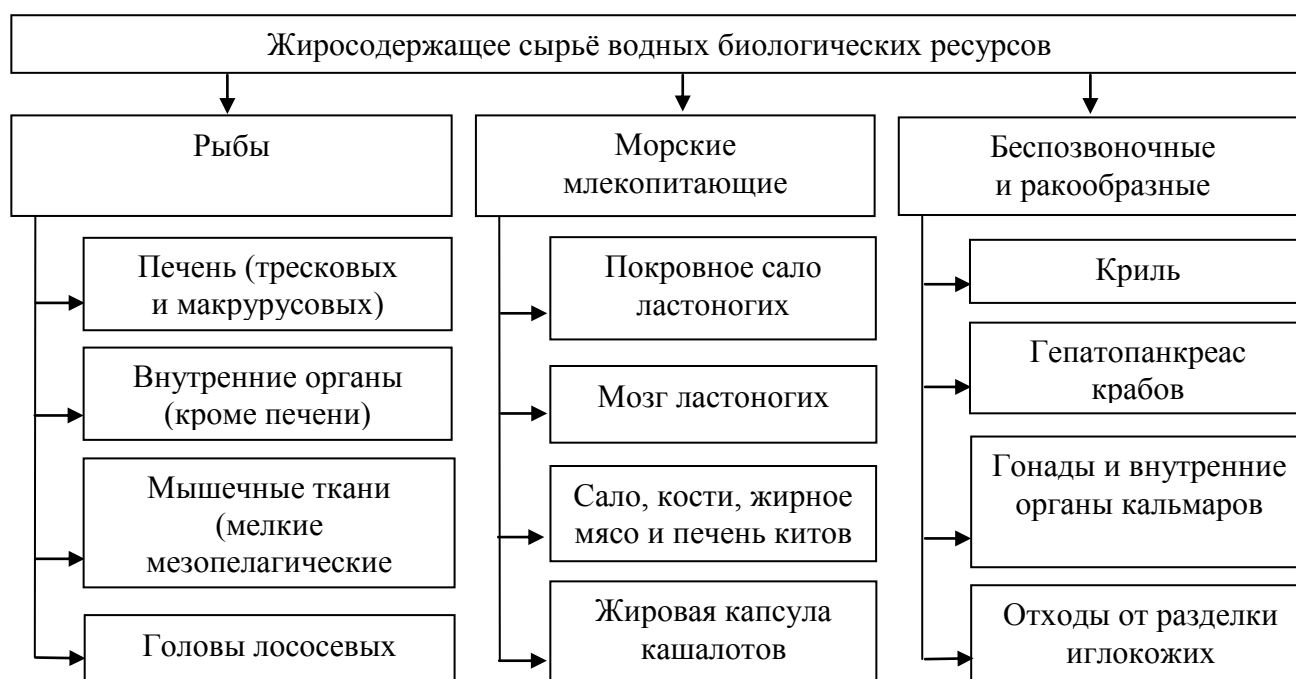 Жиросодержащее сырьё водных биологических ресурсов
Рыбы
Печень (тресковых
и макрурусовых)
Внутренние органы
(кроме печени)
Мышечные ткани
(мелкие
мезопелагические
Головы лососевых
Морские
млекопитающие
Покровное сало
ластоногих
Мозг ластоногих
Сало, кости, жирное
мясо и печень китов
Жировая капсула
кашалотов
Беспозвоночные
и ракообразные
Криль
Гепатопанкреас
крабов
Гонады и внутренние
органы кальмаров
Отходы от разделки
иглокожих